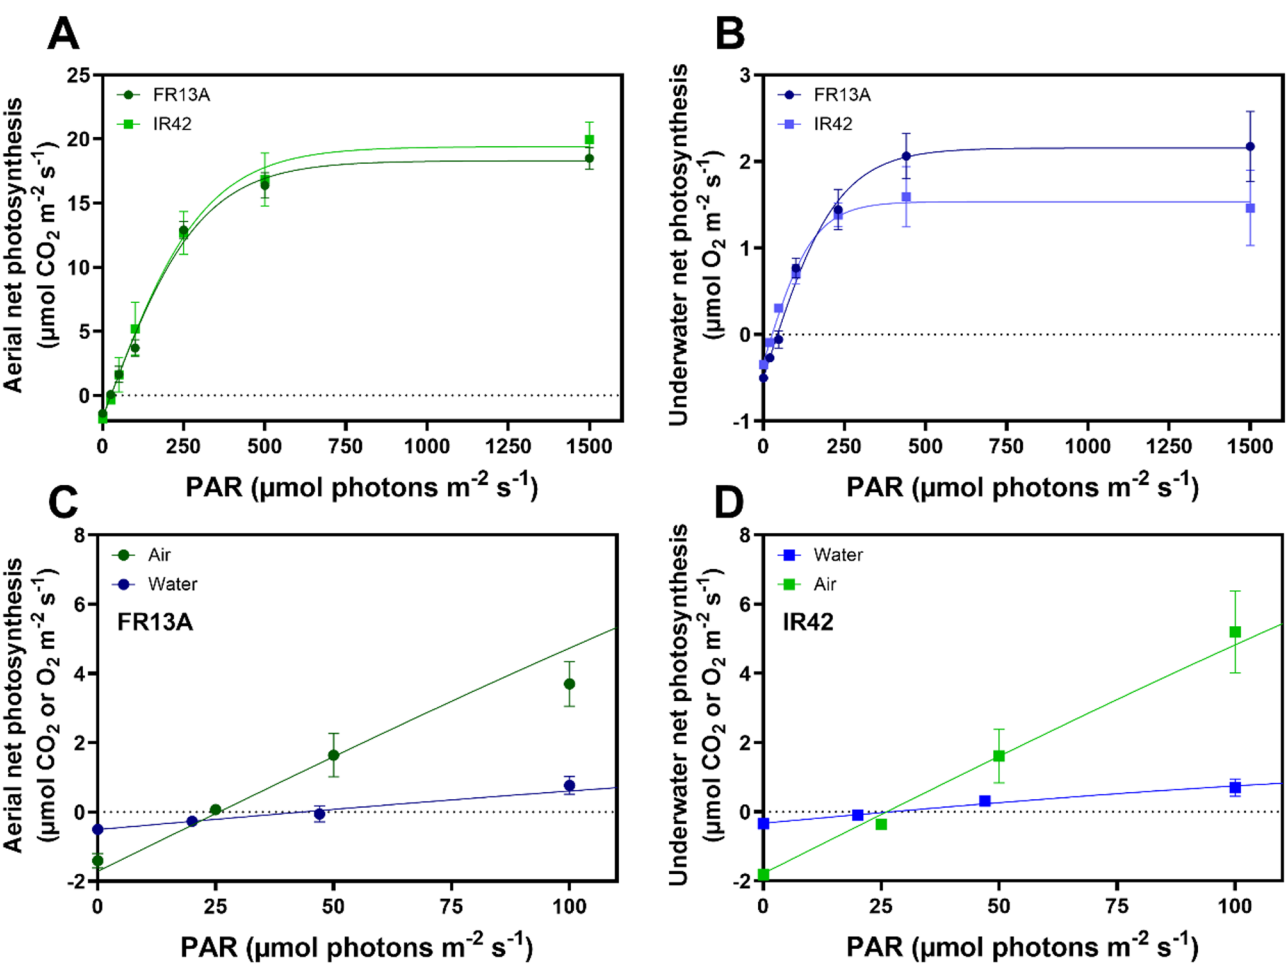 A
Aerial net photosynthesis
(µmol CO2 m-2 s-1)
25
20
15
10
5
0
FR13A
IR42
0 250 500 750 1000 1250 1500
PAR (µmol photons m-2 s-1)
B
Underwater net photosynthesis
(µmol O2 m-2 s-1)
3
2
1
0
-1
FR13A
IR42
0 250 500 750 1000 1250 1500
PAR (µmol photons m-2 s-1)
C
Aerial net photosynthesis
(µmol CO2 or O2 m-2 s-1)
8
6
4
2
0
-2
Air
Water
FR13A
0 25 50 75 100
PAR (µmol photons m-2 s-1)
D
Underwater net photosynthesis
(µmol CO2 or O2 m-2 s-1)
8
6
4
2
0
-2
Water
Air
IR42
0 25 50 75 100
PAR (µmol photons m-2 s-1)